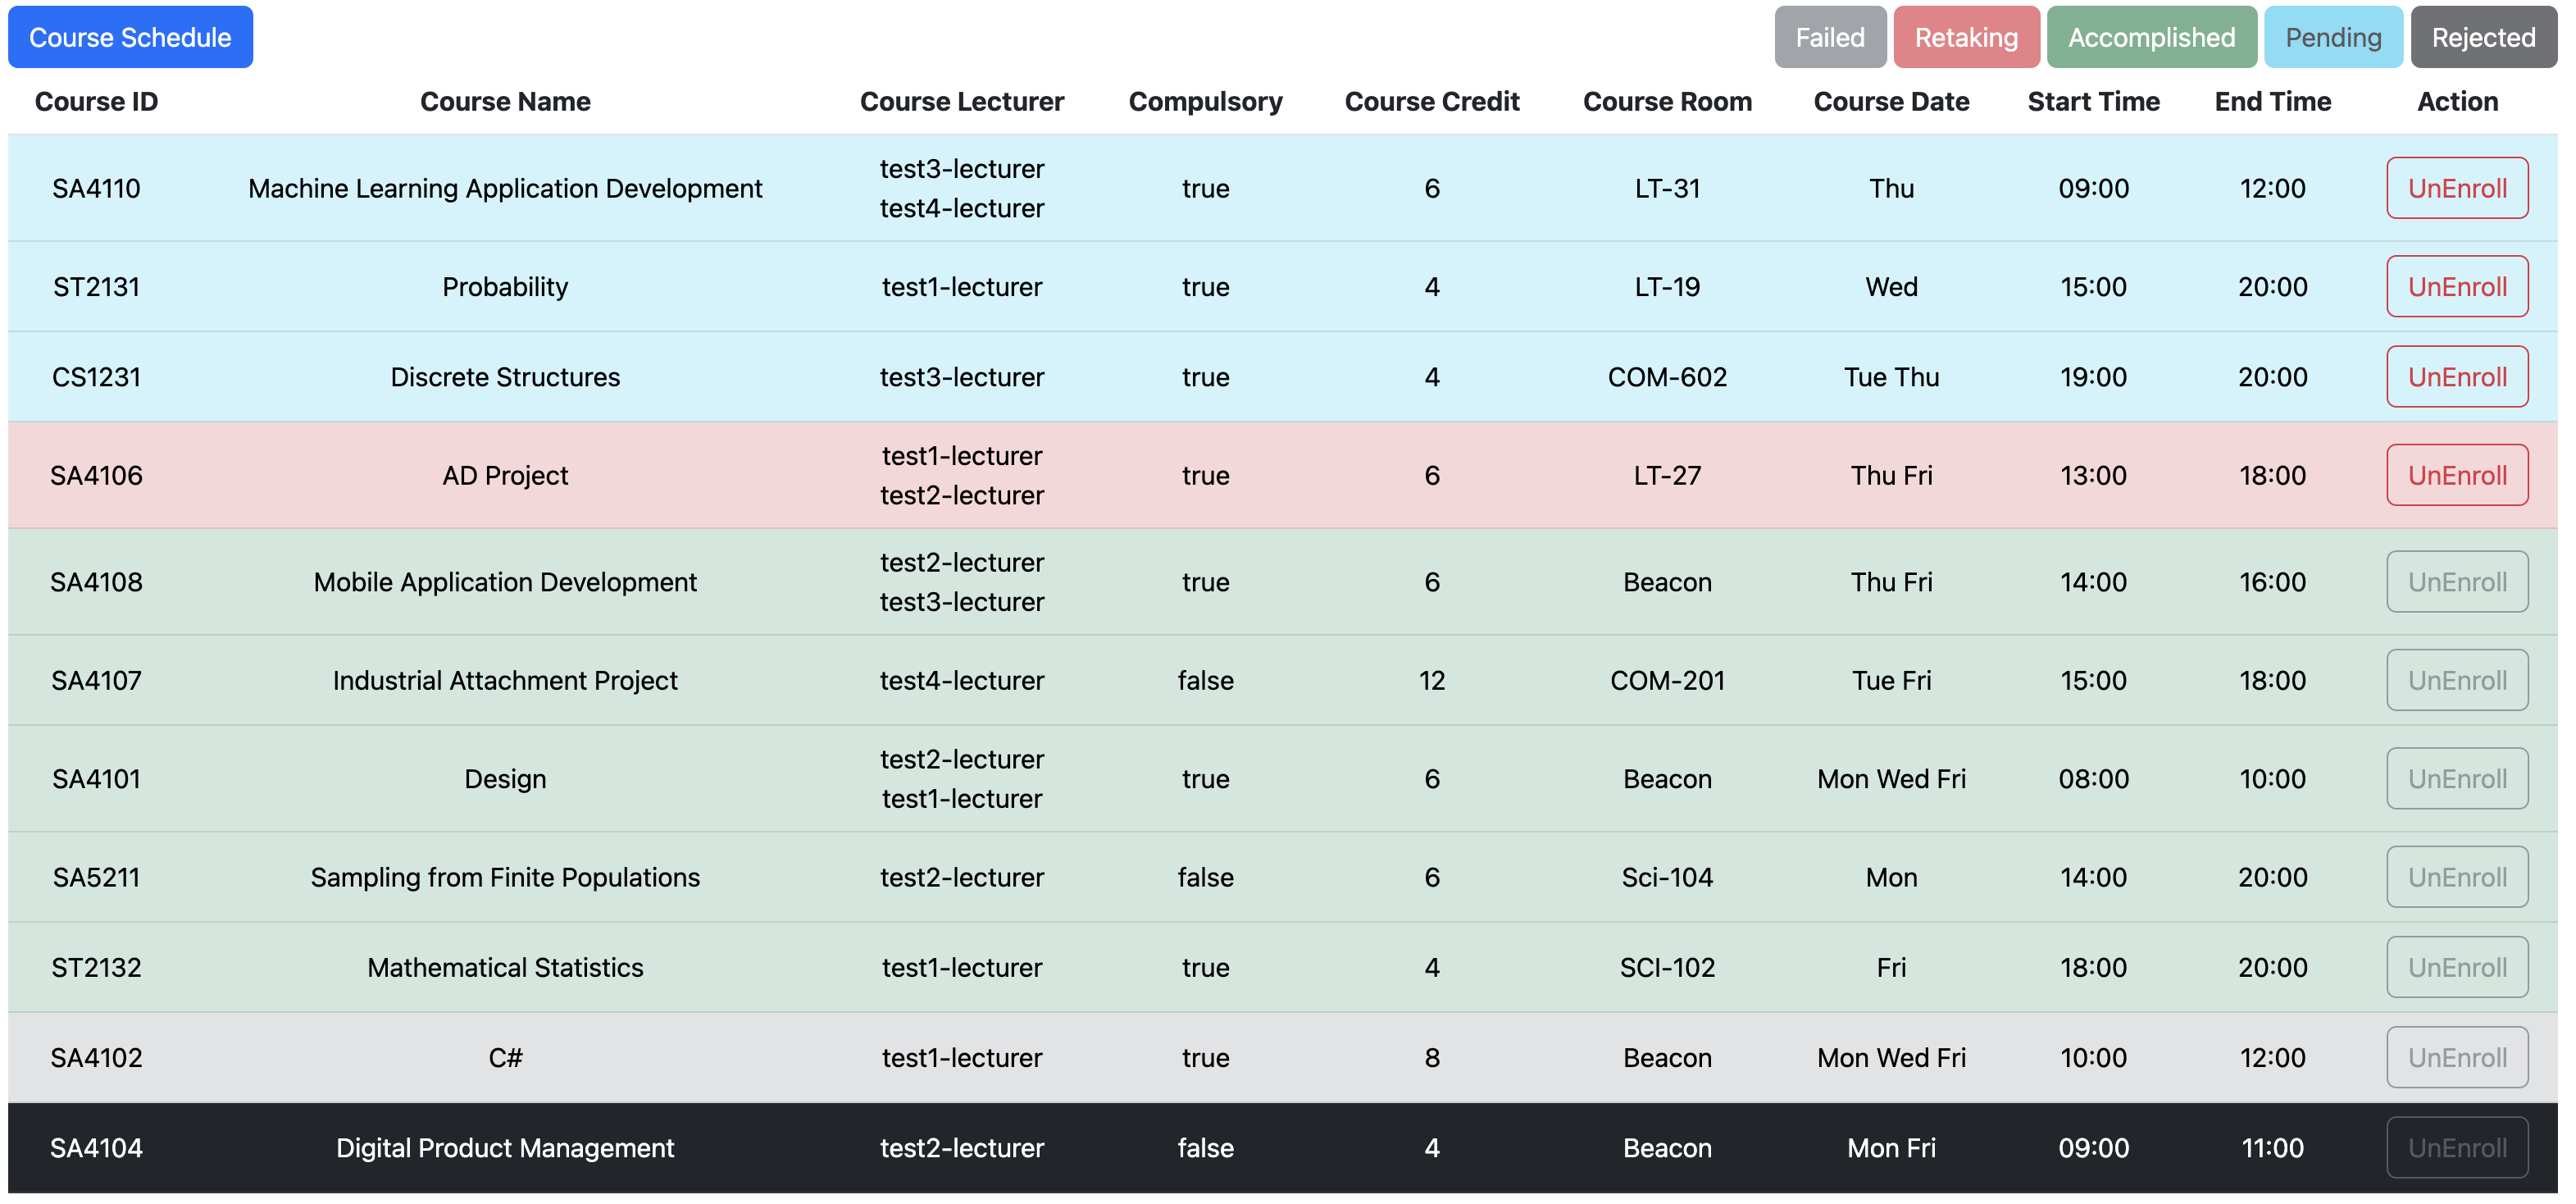 Course Schedule Failed Retaking Accomplished Pending Rejected
Course ID Course Name Course Lecturer Compulsory Course Credit Course Room Course Date Start Time End Time Action
SA4110 Machine Learning Application Development test3-lecturer test4-lecturer true 6 LT-31 Thu 09:00 12:00 UnEnroll
ST2131 Probability test1-lecturer true 4 LT-19 Wed 15:00 20:00 UnEnroll
CS1231 Discrete Structures test3-lecturer true 4 COM-602 Tue Thu 19:00 20:00 UnEnroll
SA4106 AD Project test1-lecturer test2-lecturer true 6 LT-27 Thu Fri 13:00 18:00 UnEnroll
SA4108 Mobile Application Development test2-lecturer test3-lecturer true 6 Beacon Thu Fri 14:00 16:00 UnEnroll
SA4107 Industrial Attachment Project test4-lecturer false 12 COM-201 Tue Fri 15:00 18:00 UnEnroll
SA4101 Design test2-lecturer test1-lecturer true 6 Beacon Mon Wed Fri 08:00 10:00 UnEnroll
SA5211 Sampling from Finite Populations test2-lecturer false 6 Sci-104 Mon 14:00 20:00 UnEnroll
ST2132 Mathematical Statistics test1-lecturer true 4 SCI-102 Fri 18:00 20:00 UnEnroll
SA4102 C# test1-lecturer true 8 Beacon Mon Wed Fri 10:00 12:00 UnEnroll
SA4104 Digital Product Management test2-lecturer false 4 Beacon Mon Fri 09:00 11:00 UnEnroll